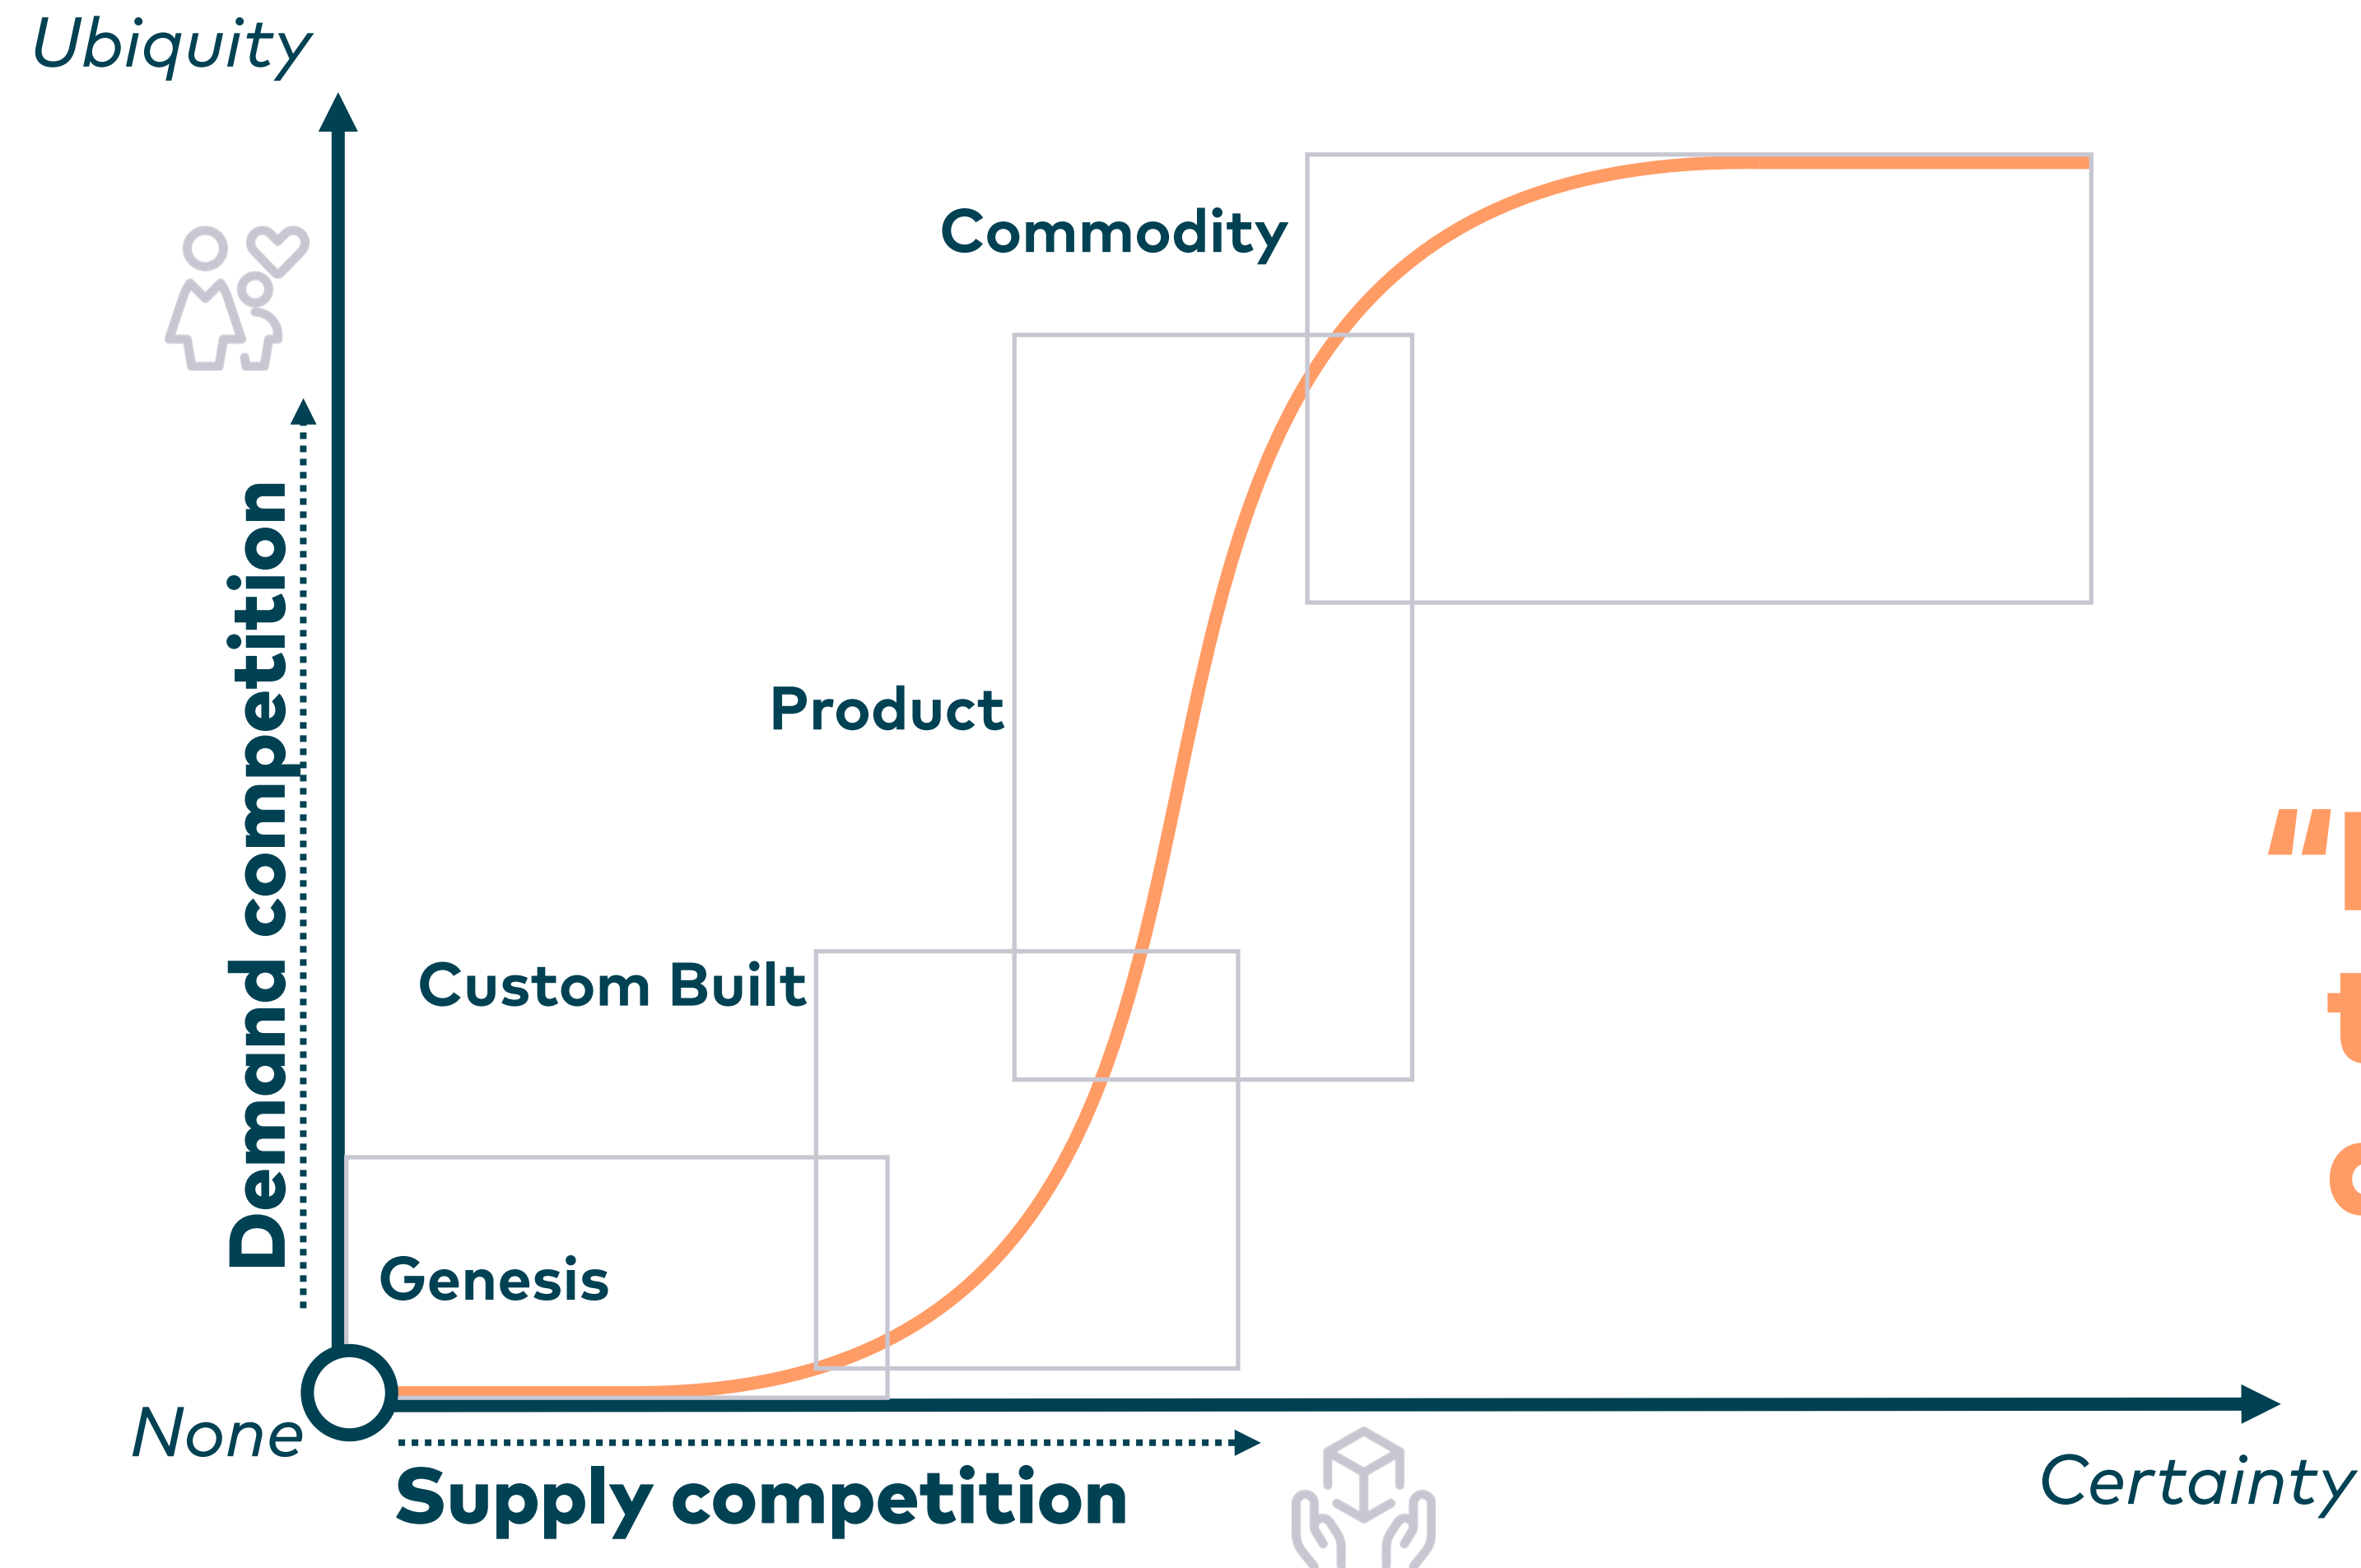 Ubiquity
Commodity
Demand competition
Product
Custom Built
Genesis
None
Supply competition
Certainty